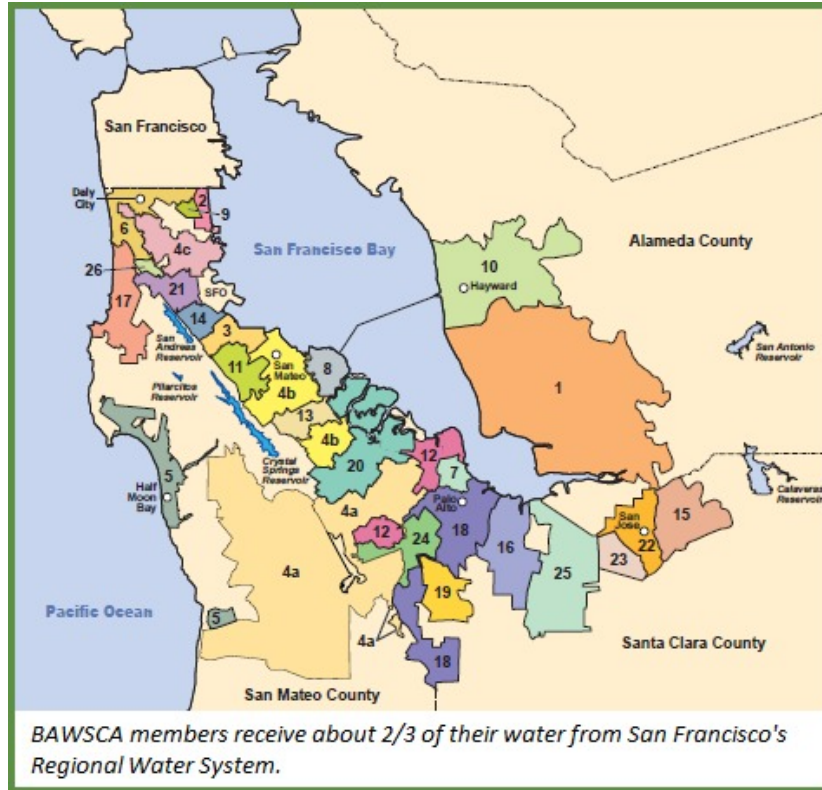 San Francisco
Daly
City
2
9
6
4c
San Francisco Bay
Alameda County
10
Hayward
26
21
SFO
17
14
3
San
Andreas
Reservoir
San
Mateo
8
11
4b
1
San Antonio
Reservoir
Pilarcitos
Reservoir
13
4b
Crystal
Springs
Reservoir
20
12
7
5
Half
Moon
Bay
4a
Palo
Alto
18
12
24
16
San
Jose
22
15
Calaveras
Reservoir
23
25
4a
19
Pacific Ocean
5
4a
18
Santa Clara County
San Mateo County
BAWSCA members receive about 2/3 of their water from San Francisco's
Regional Water System.